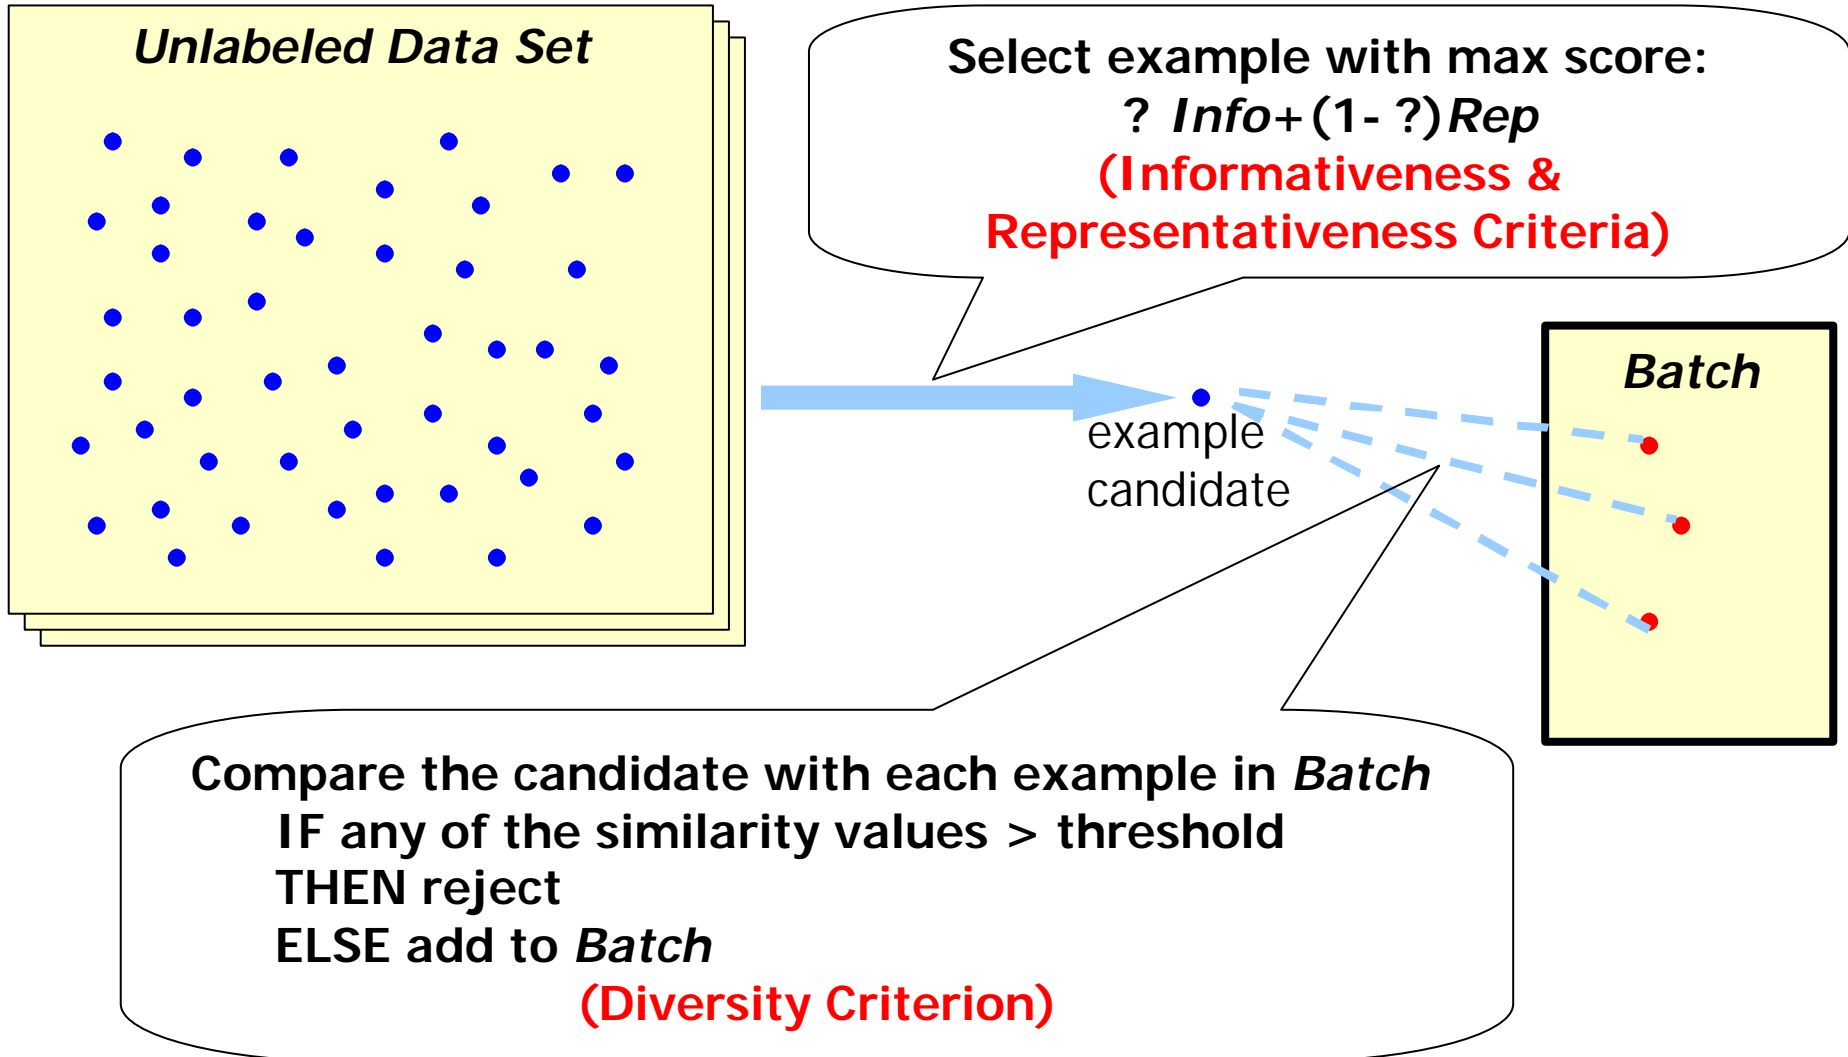 Unlabeled Data Set
Select example with max score:
? Info+(1- ?)Rep
(Informativeness &
Representativeness Criteria)
Batch
example
candidate
Compare the candidate with each example in Batch
IF any of the similarity values > threshold
THEN reject
ELSE add to Batch
(Diversity Criterion)